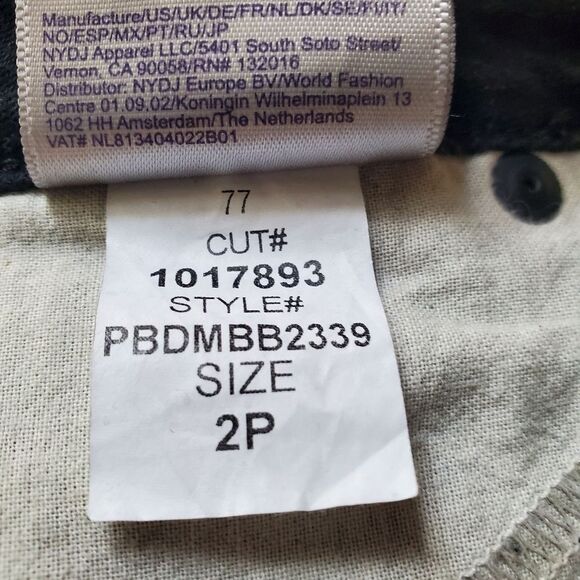 Manufacture/US/UK/DE/FR/NL/DK/SE/FI/IT/
NO/ESP/MX/PT/RU/JP
NYDJ Apparel LLC/5401 South Soto Street/
Vernon, CA 90058/RN# 132016
Distributor: NYDJ Europe BV/World Fashion
Centre 01.09.02/Koningin Wilhelminaplein 13
1062 HH Amsterdam/The Netherlands
VAT# NL813404022B01
77
CUT#
1017893
STYLE#
PBDMBB2339
SIZE
2P